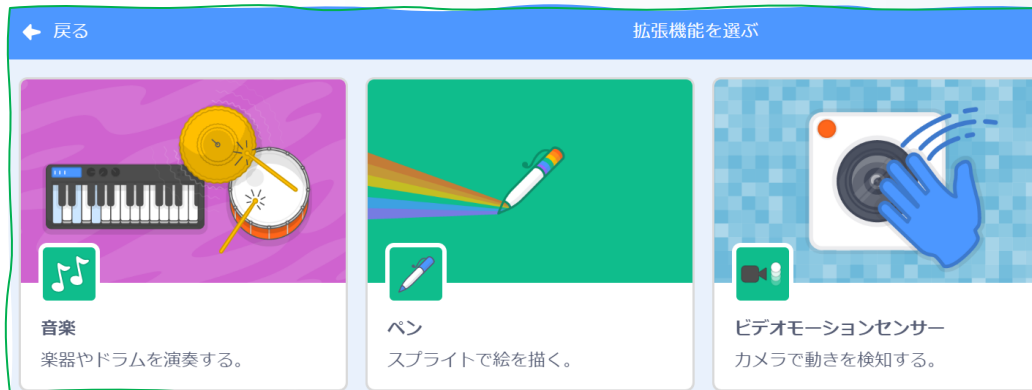 戻る
拡張機能を選ぶ
音楽
楽器やドラムを演奏する。
ペン
スプライトで絵を描く。
ビデオモーションセンサー
カメラで動きを検知する。